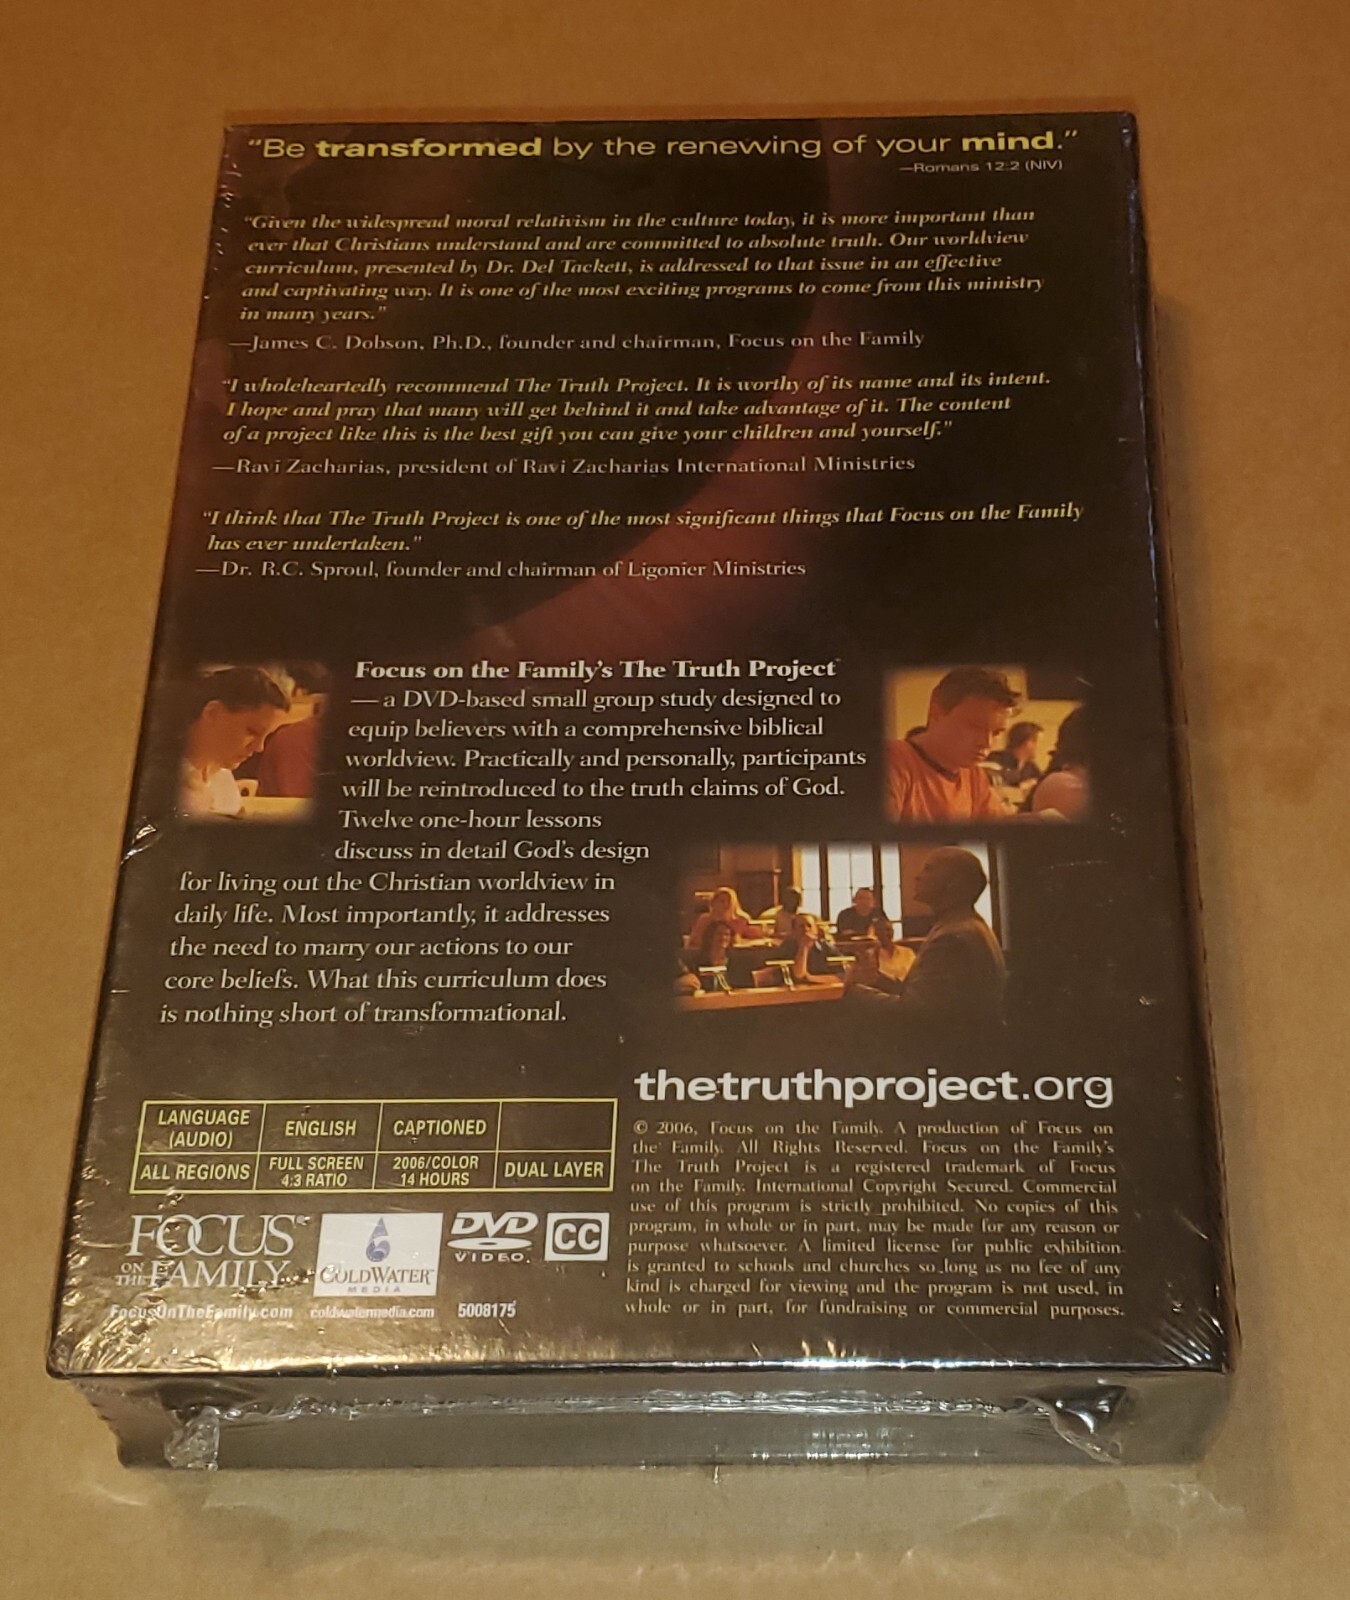 "Be transformed by the renewing of your mind."
—Romans 12:2 (NIV)
"Given the widespread moral relativism in the culture today, it is more important than
ever that Christians understand and are committed to absolute truth. Our worldview
curriculum, presented by Dr. Del Tackett, is addressed to that issue in an effective
and captivating way. It is one of the most exciting programs to come from this ministry
in many years."
—James C. Dobson, Ph.D., founder and chairman, Focus on the Family
"I wholeheartedly recommend The Truth Project. It is worthy of its name and its intent.
I hope and pray that many will get behind it and take advantage of it. The content
of a project like this is the best gift you can give your children and yourself."
—Ravi Zacharias, president of Ravi Zacharias International Ministries
"I think that The Truth Project is one of the most significant things that Focus on the Family
has ever undertaken."
—Dr. R.C. Sproul, founder and chairman of Ligonier Ministries
Focus on the Family's The Truth Project™
— a DVD-based small group study designed to
equip believers with a comprehensive biblical
worldview. Practically and personally, participants
will be reintroduced to the truth claims of God.
Twelve one-hour lessons
discuss in detail God's design
for living out the Christian worldview in
daily life. Most importantly, it addresses
the need to marry our actions to our
core beliefs. What this curriculum does
is nothing short of transformational.
thetruthproject.org
LANGUAGE (AUDIO) ENGLISH CAPTIONED
ALL REGIONS FULL SCREEN 4:3 RATIO 2006/COLOR 14 HOURS DUAL LAYER
© 2006, Focus on the Family. A production of Focus on
the Family. All Rights Reserved. Focus on the Family's
The Truth Project is a registered trademark of Focus
on the Family. International Copyright Secured. Commercial
use of this program is strictly prohibited. No copies of this
program, in whole or in part, may be made for any reason or
purpose whatsoever. A limited license for public exhibition
is granted to schools and churches so long as no fee of any
kind is charged for viewing and the program is not used, in
whole or in part, for fundraising or commercial purposes.
FOCUS ON THE FAMILY
COLDWATER MEDIA
DVD VIDEO
CC
FocusOnTheFamily.com coldwatermedia.com 5008175